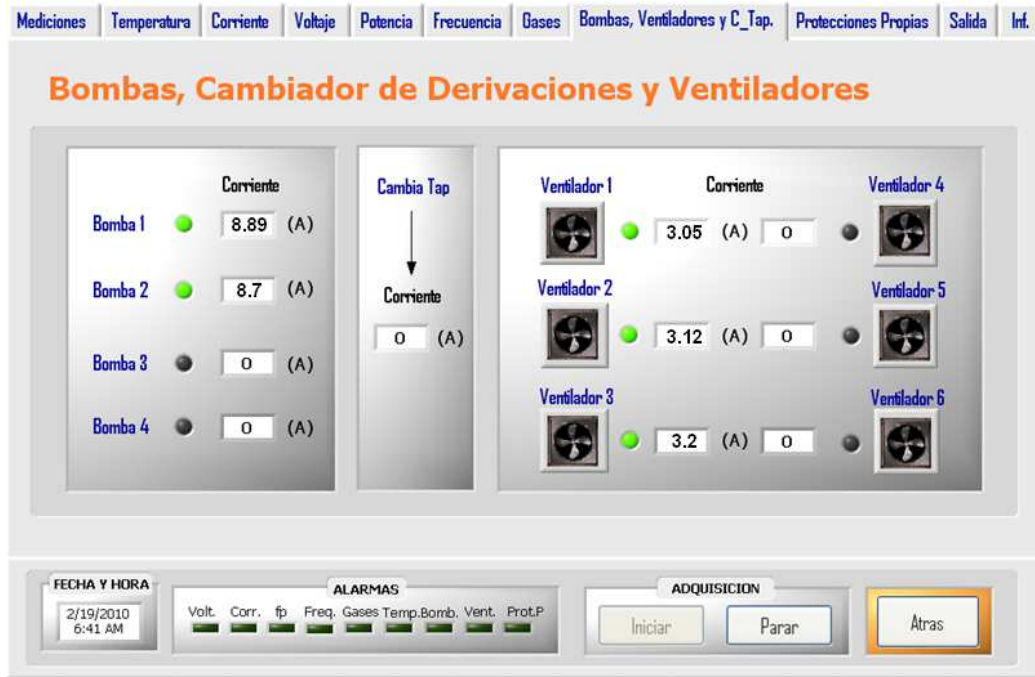 Mediciones Temperatura Corriente Voltaje Potencia Frecuencia Gases Bombas, Ventiladores y C_Tap. Protecciones Propias Salida Inf.
Bombas, Cambiador de Derivaciones y Ventiladores
Corriente
Bomba 1 8.89 (A)
Bomba 2 8.7 (A)
Bomba 3 0 (A)
Bomba 4 0 (A)
Cambia Tap
Corriente
0 (A)
Ventilador 1 Corriente Ventilador 4
3.05 (A) 0
Ventilador 2 Ventilador 5
3.12 (A) 0
Ventilador 3 Ventilador 6
3.2 (A) 0
FECHA Y HORA
2/19/2010
6:41 AM
ALARMAS
Volt. Corr. fp Freq. Gases Temp. Bomb. Vent. Prot.P
ADQUISICION
Iniciar Parar
Atras